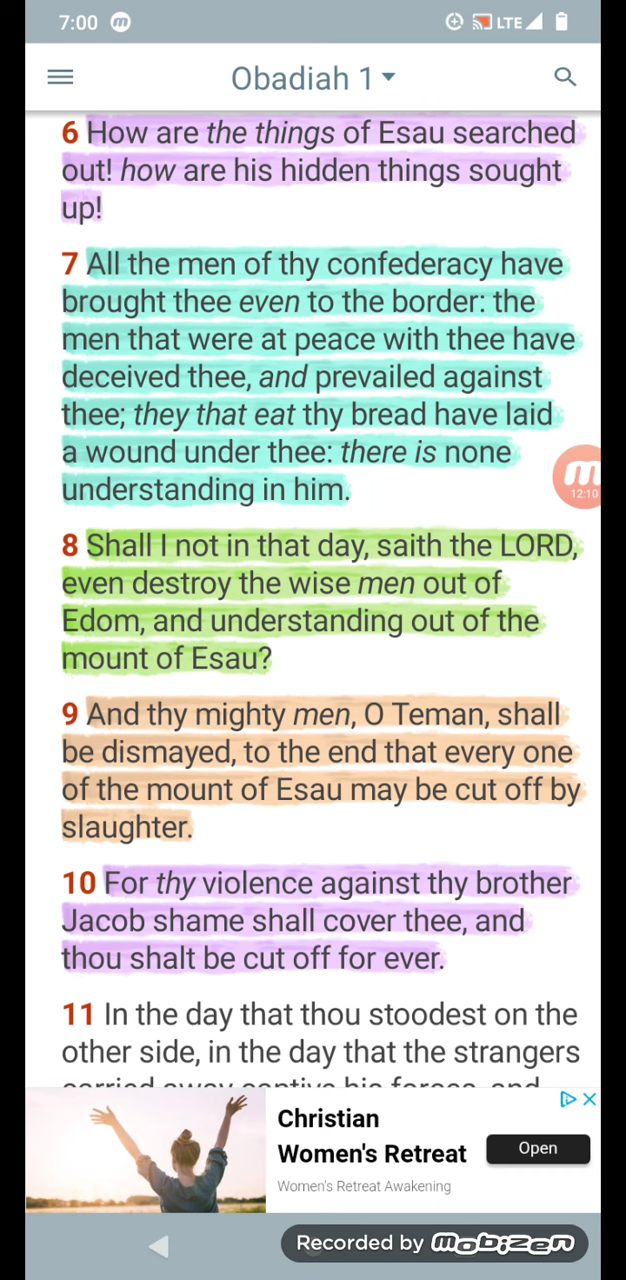 7:00
LTE
Obadiah 1
6 How are the things of Esau searched
out! how are his hidden things sought
up!
7 All the men of thy confederacy have
brought thee even to the border: the
men that were at peace with thee have
deceived thee, and prevailed against
thee; they that eat thy bread have laid
a wound under thee: there is none
understanding in him.
12:10
8 Shall I not in that day, saith the LORD,
even destroy the wise men out of
Edom, and understanding out of the
mount of Esau?
9 And thy mighty men, O Teman, shall
be dismayed, to the end that every one
of the mount of Esau may be cut off by
slaughter.
10 For thy violence against thy brother
Jacob shame shall cover thee, and
thou shalt be cut off for ever.
11 In the day that thou stoodest on the
other side, in the day that the strangers
carried away captive his forces, and
Christian
Women's Retreat
Open
Women's Retreat Awakening
Recorded by Mobizen